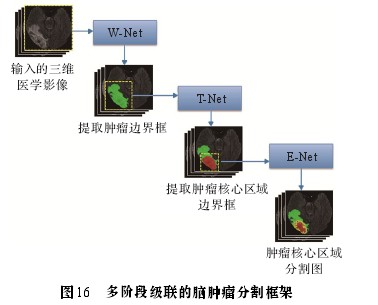 W-Net
输入的三维
医学影像
T-Net
提取肿瘤边界框
E-Net
提取肿瘤核心区域
边界框
肿瘤核心区域
分割图
图16 多阶段级联的脑肿瘤分割框架